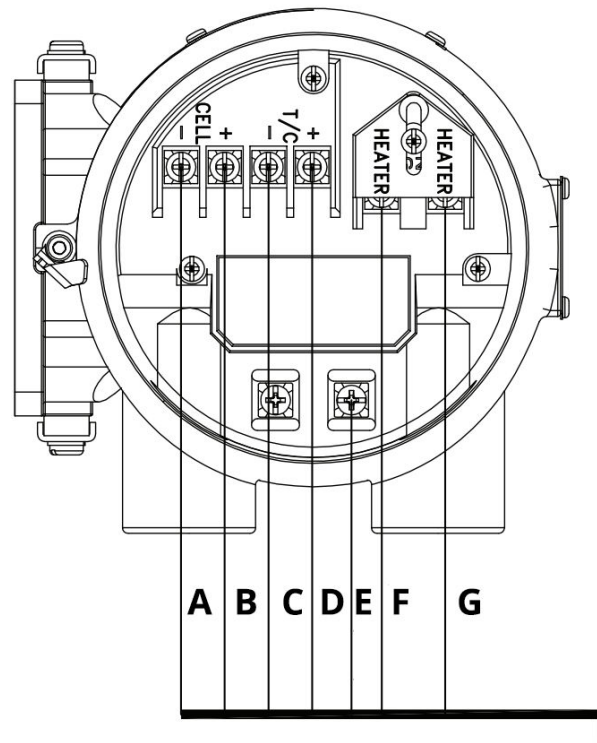 CELL
T/C
− + − +
HEATER
HEATER
A B C D E F G